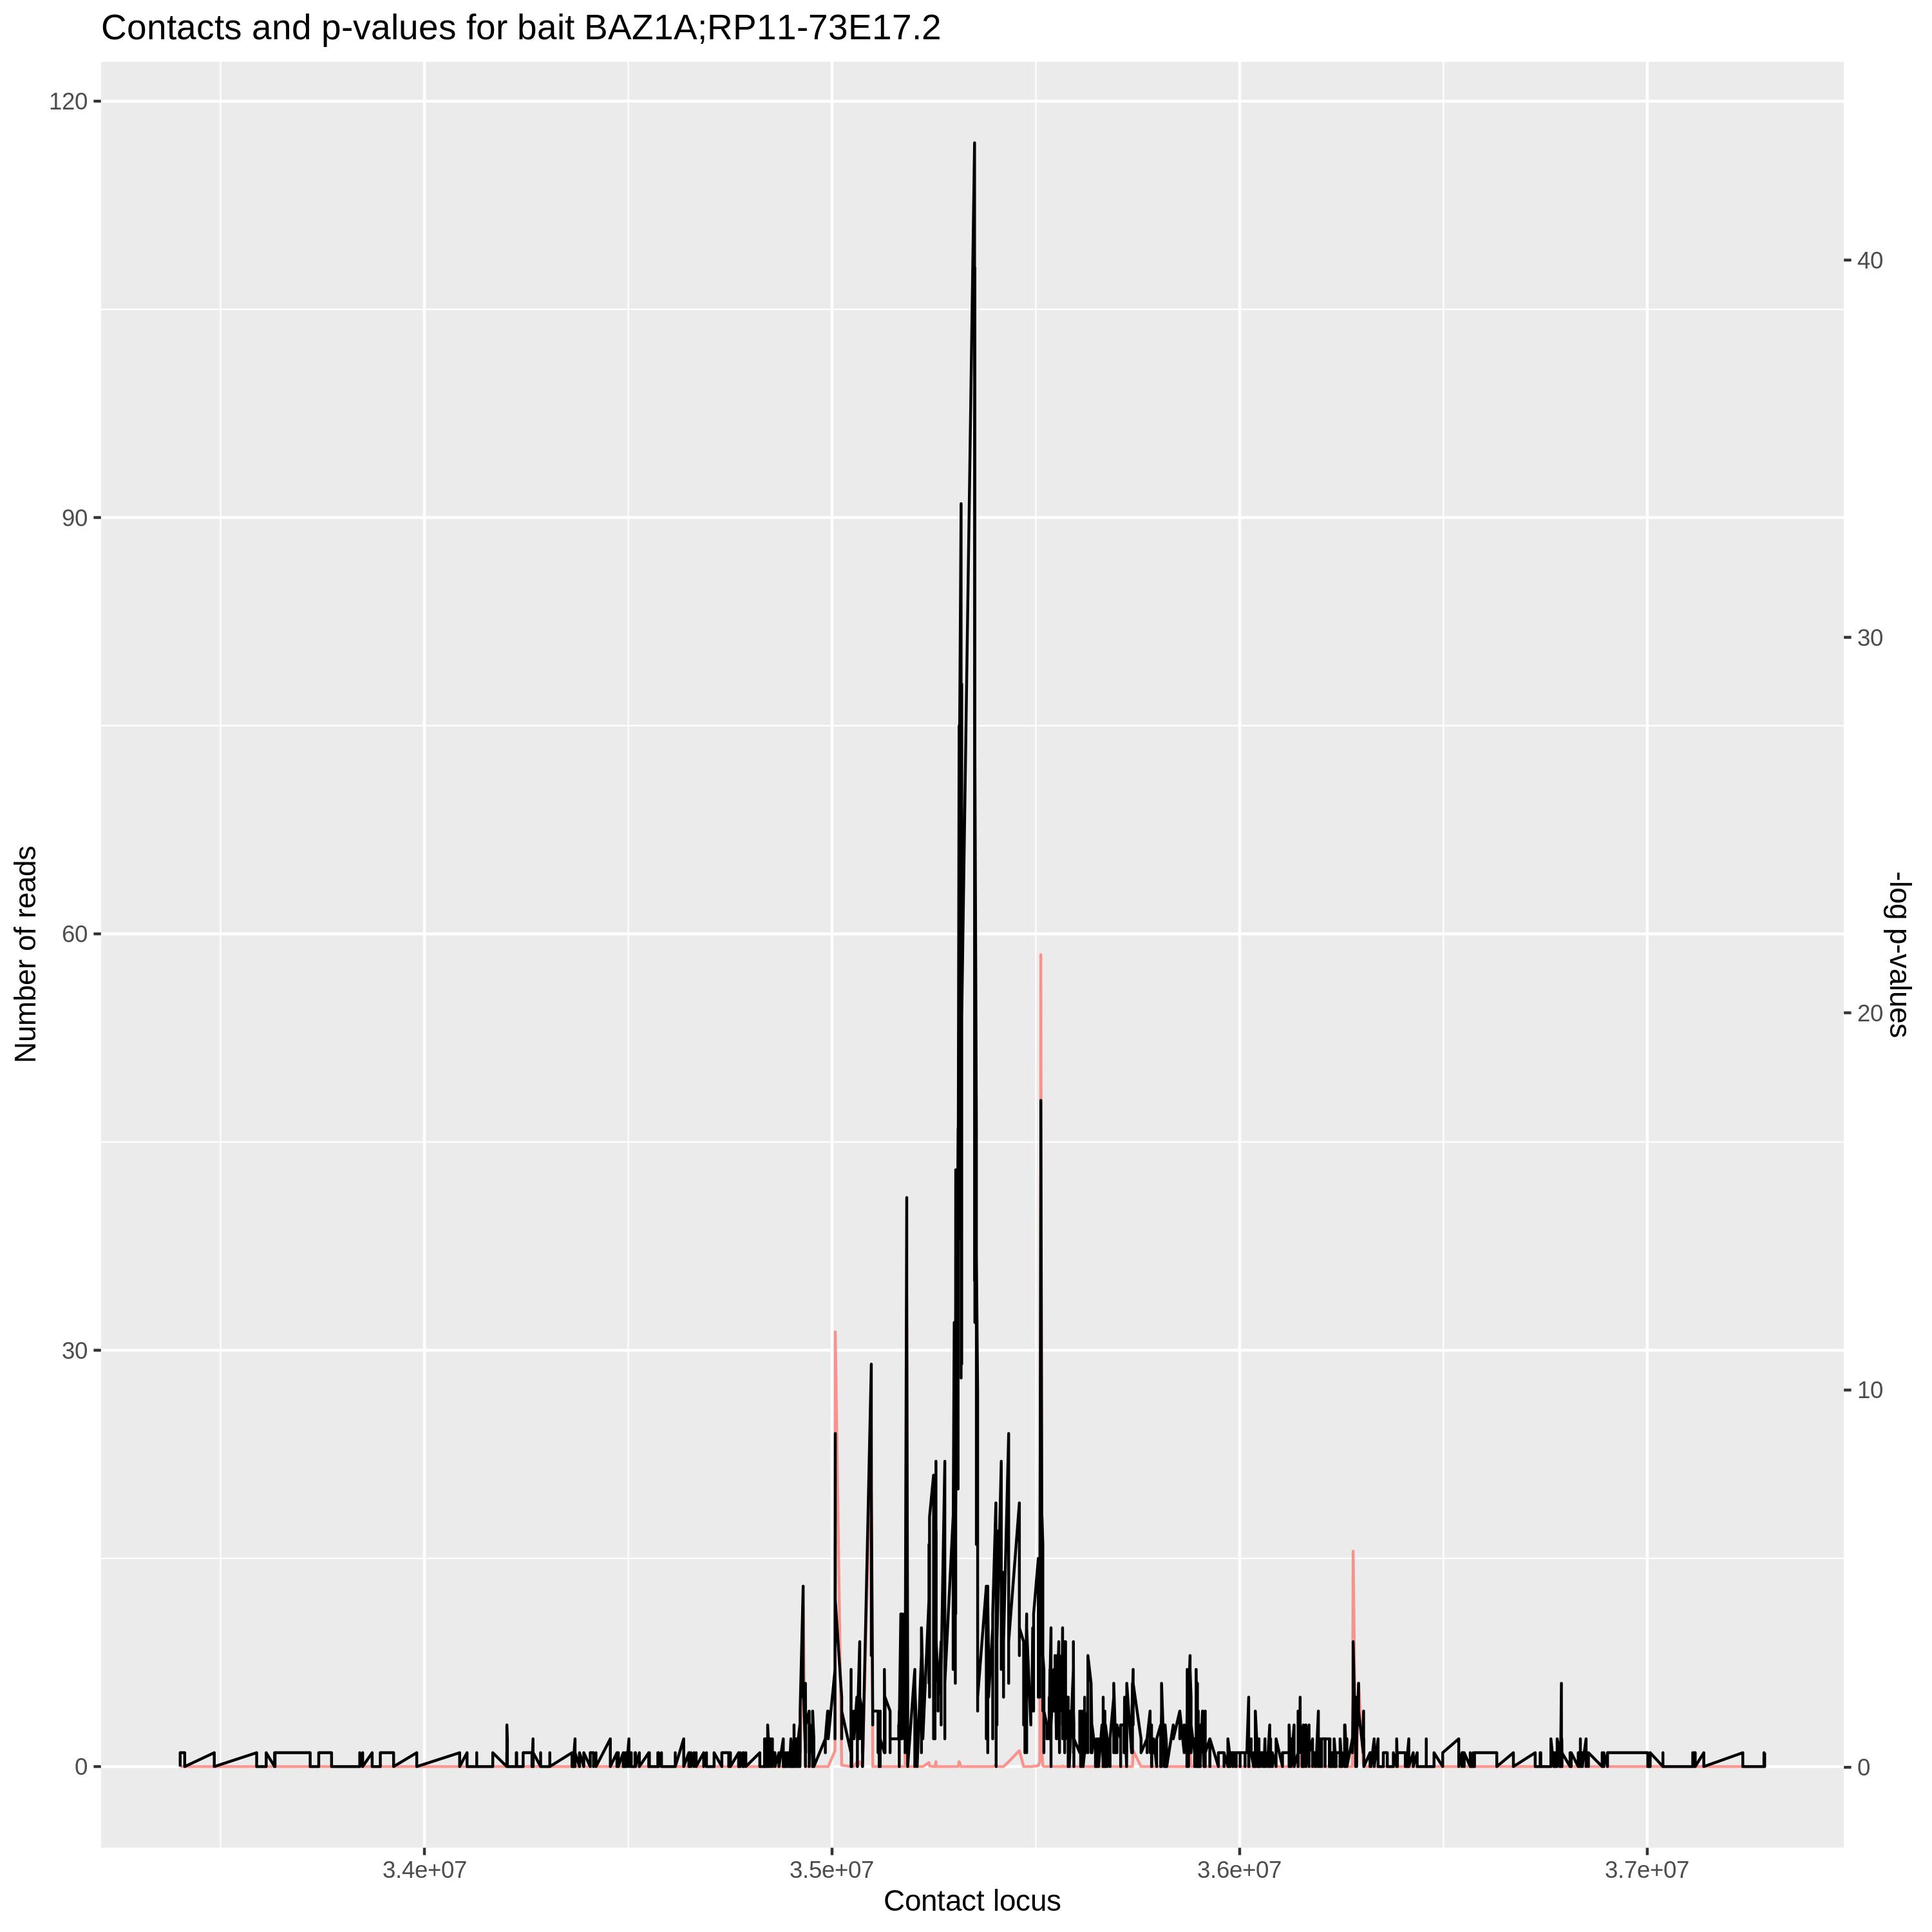 Contacts and p-values for bait BAZ1A;RP11-73E17.2
120
90
60
30
0
Number of reads
40
30
20
10
0
-log p-values
3.4e+07 3.5e+07 3.6e+07 3.7e+07
Contact locus